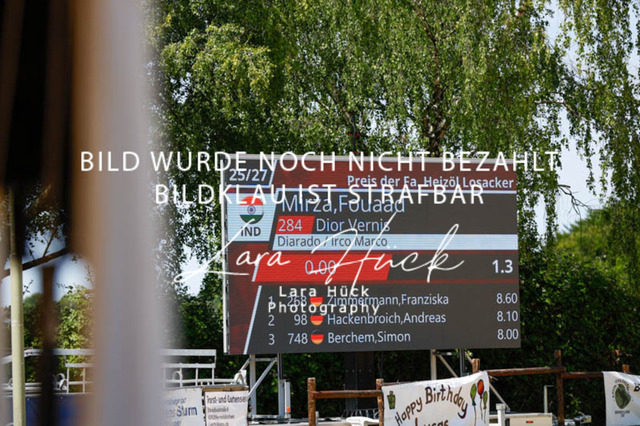 BILD WURDE NOCH NICHT BEZAHLT
BILDKLAU IST STRAFBAR
25/27
Preis der Fa. Heizöl Losacker
Mirza,Fouaad
IND
284 Dior Vernis
Diarado / Irco Marco
0.00 1.3
Lara Hück
Lara Hück
Photography
1 268 Zimmermann,Franziska 8.60
2 98 Hackenbroich,Andreas 8.10
3 748 Berchem,Simon 8.00
Happy Birthday